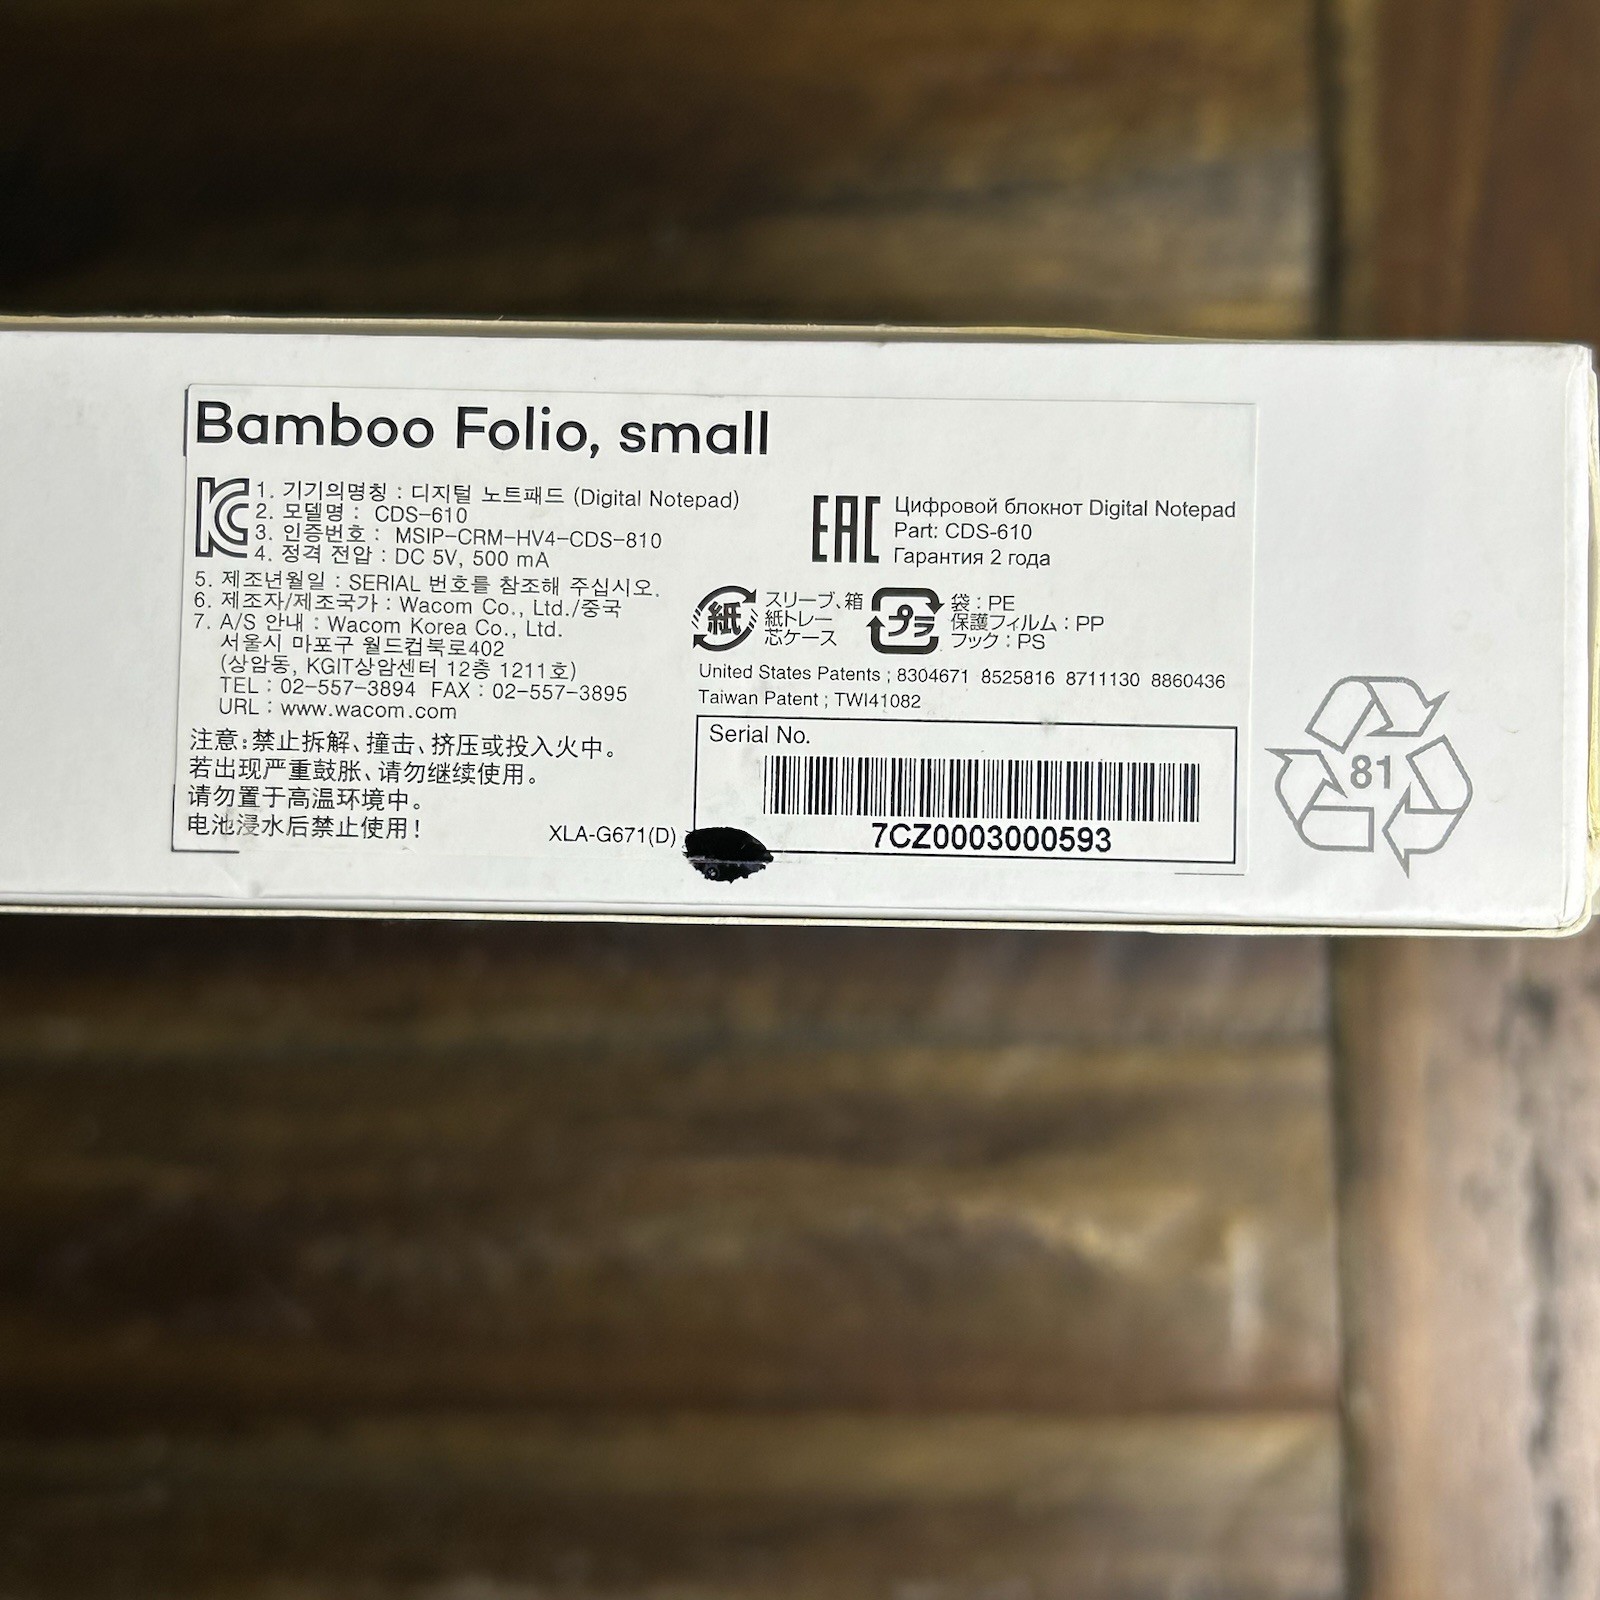 Bamboo Folio, small
1. 기기의명칭 : 디지털 노트패드 (Digital Notepad)
2. 모델명 : CDS-610
3. 인증번호 : MSIP-CRM-HV4-CDS-810
4. 정격 전압 : DC 5V, 500 mA
5. 제조년월일 : SERIAL 번호를 참조해 주십시오.
6. 제조자/제조국가 : Wacom Co., Ltd./중국
7. A/S 안내 : Wacom Korea Co., Ltd.
서울시 마포구 월드컵북로402
(상암동, KGIT상암센터 12층 1211호)
TEL : 02-557-3894 FAX : 02-557-3895
URL : www.wacom.com
注意:禁止拆解、撞击、挤压或投入火中。
若出现严重鼓胀、请勿继续使用。
请勿置于高温环境中。
电池浸水后禁止使用!
XLA-G671(D)
EAC
Цифровой блокнот Digital Notepad
Part: CDS-610
Гарантия 2 года
紙
スリーブ、箱
紙トレー
芯ケース
プラ
袋 : PE
保護フィルム : PP
フック : PS
United States Patents ; 8304671 8525816 8711130 8860436
Taiwan Patent ; TWI41082
Serial No.
7CZ0003000593
81